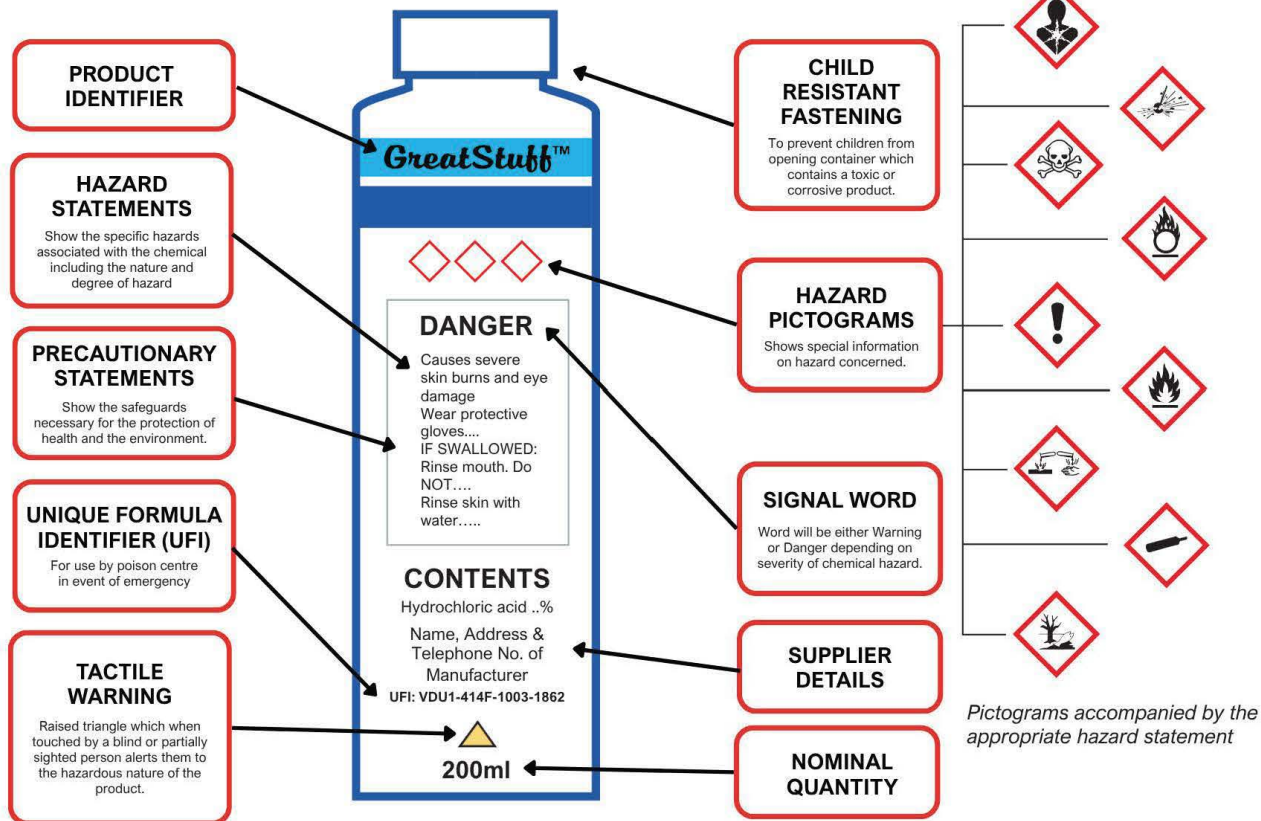 PRODUCT
IDENTIFIER
HAZARD
STATEMENTS
Show the specific hazards
associated with the chemical
including the nature and
degree of hazard
PRECAUTIONARY
STATEMENTS
Show the safeguards
necessary for the protection of
health and the environment.
UNIQUE FORMULA
IDENTIFIER (UFI)
For use by poison centre
in event of emergency
TACTILE
WARNING
Raised triangle which when
touched by a blind or partially
sighted person alerts them to
the hazardous nature of the
product.
GreatStuff™
DANGER
Causes severe
skin burns and eye
damage
Wear protective
gloves....
IF SWALLOWED:
Rinse mouth. Do
NOT....
Rinse skin with
water.....
CONTENTS
Hydrochloric acid ..%
Name, Address &
Telephone No. of
Manufacturer
UFI: VDU1-414F-1003-1862
200ml
CHILD
RESISTANT
FASTENING
To prevent children from
opening container which
contains a toxic or
corrosive product.
HAZARD
PICTOGRAMS
Shows special information
on hazard concerned.
SIGNAL WORD
Word will be either Warning
or Danger depending on
severity of chemical hazard.
SUPPLIER
DETAILS
NOMINAL
QUANTITY
Pictograms accompanied by the
appropriate hazard statement